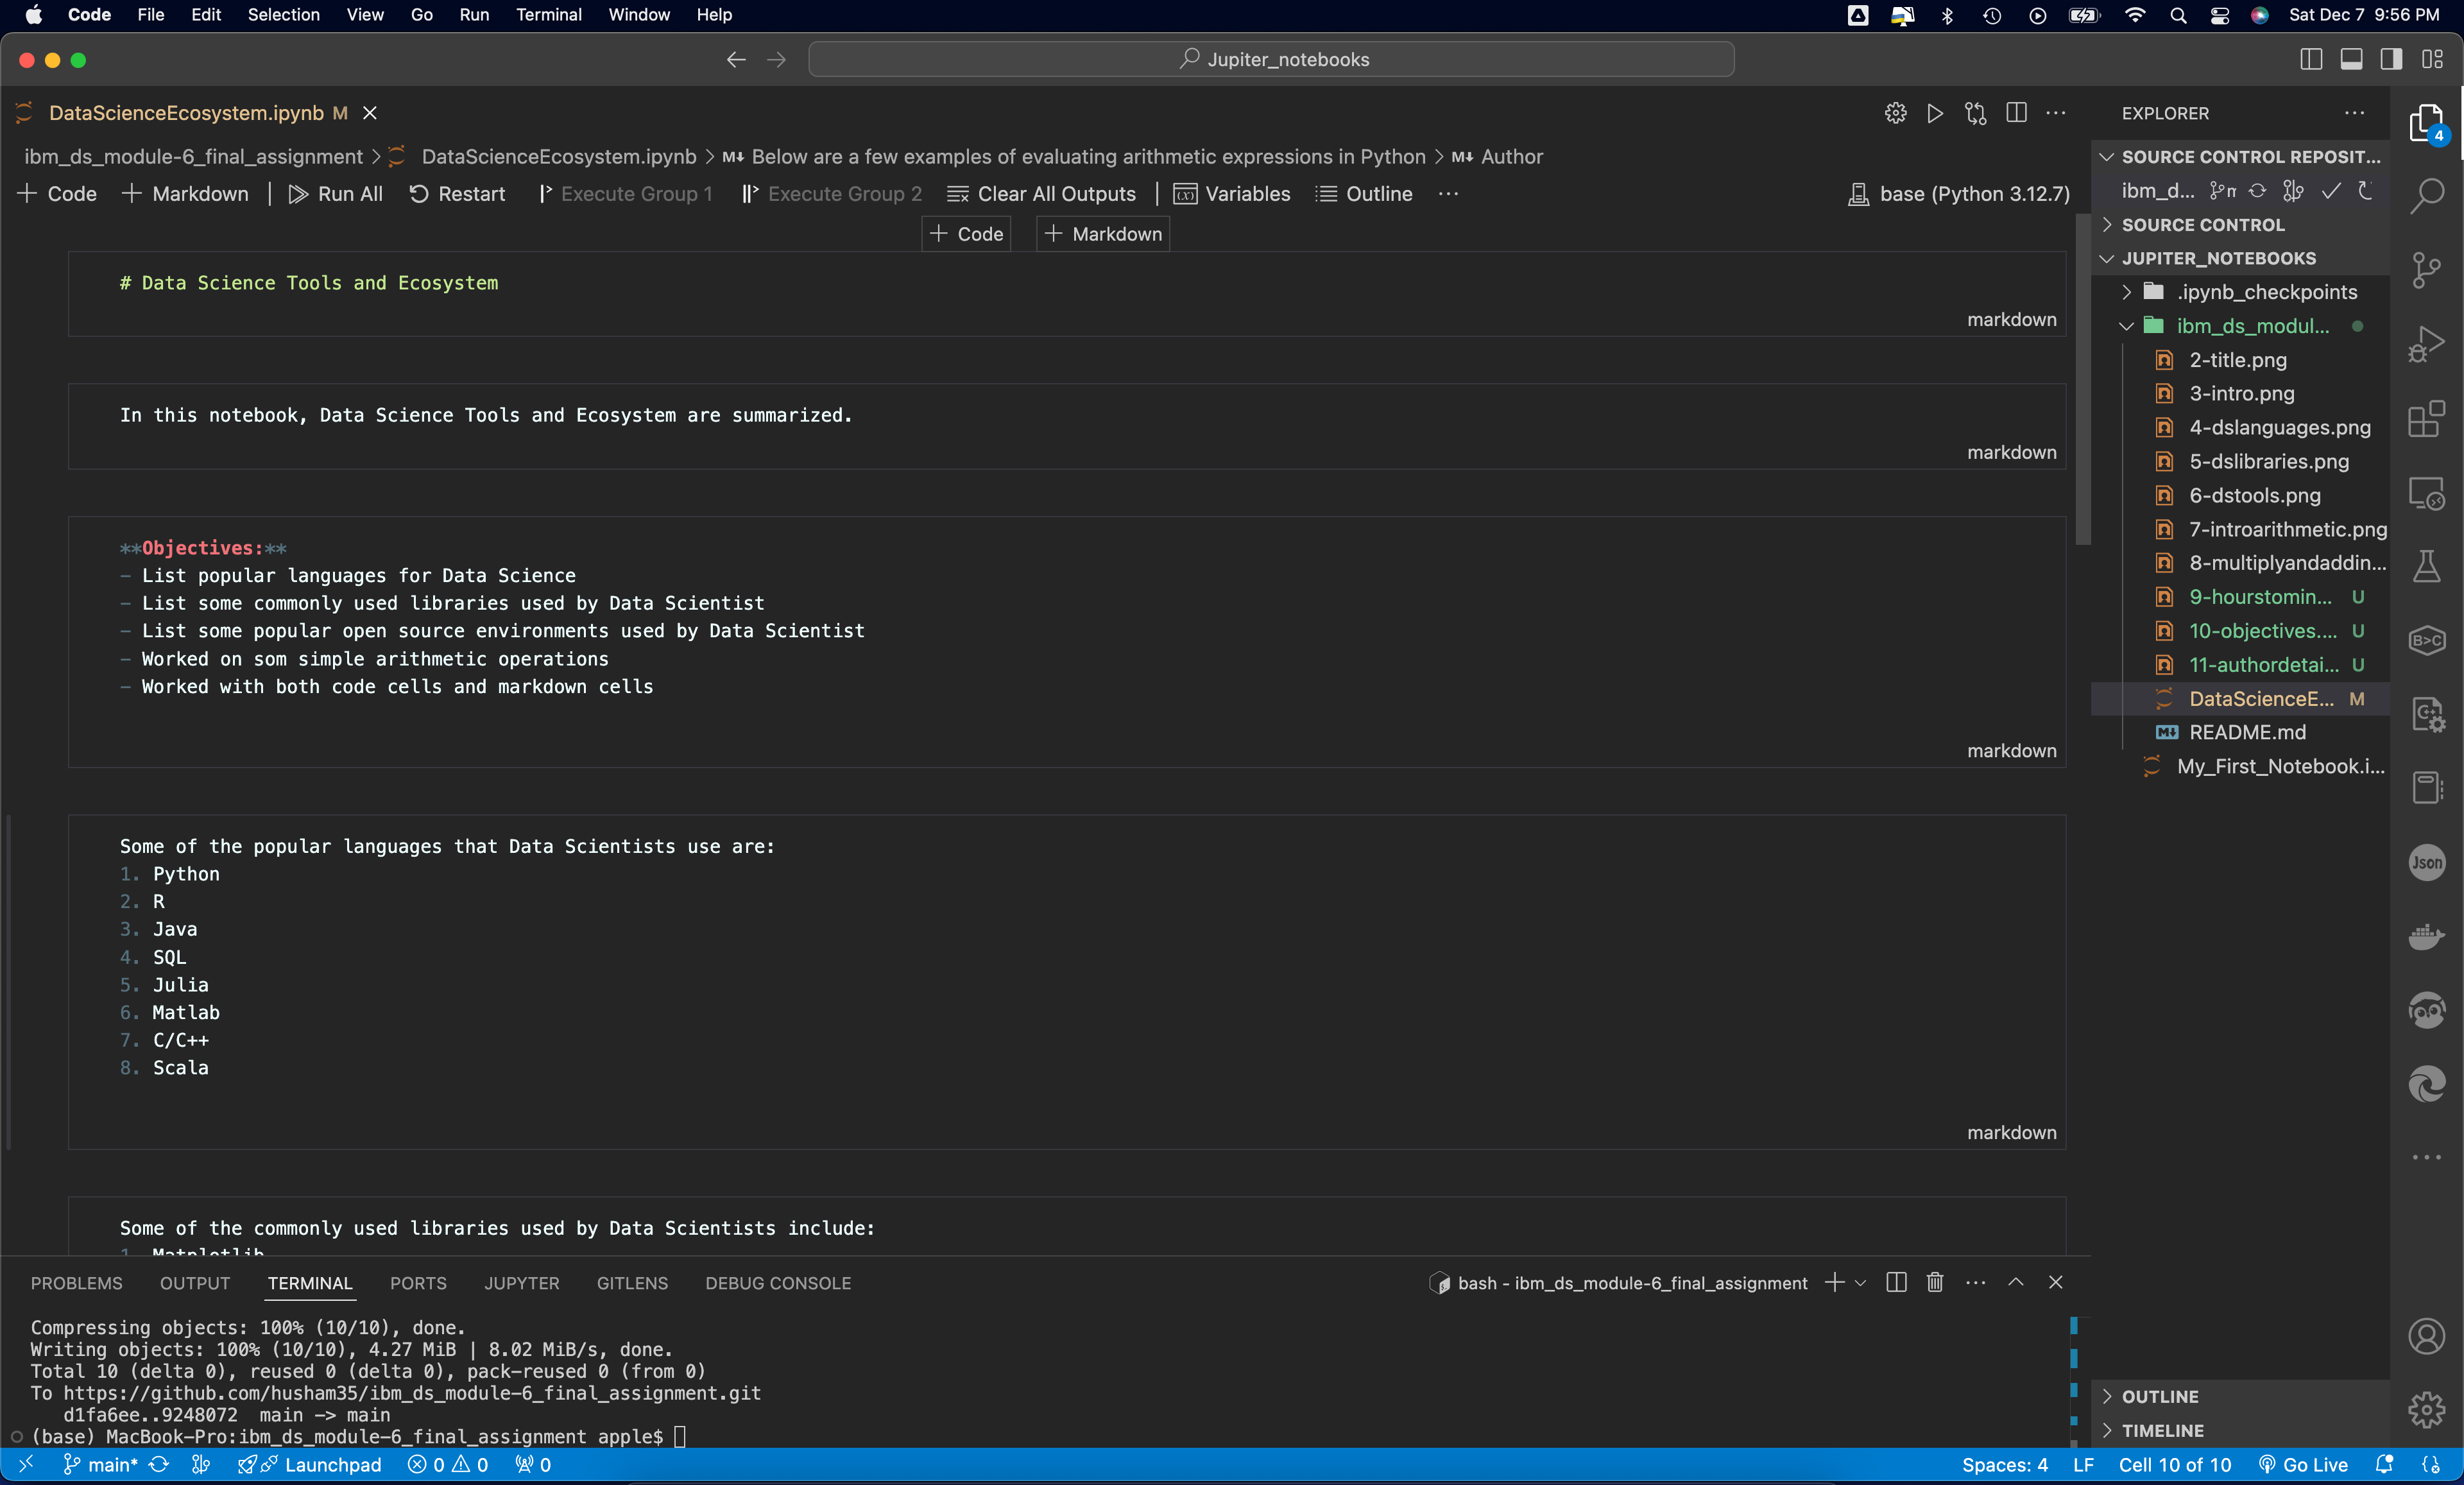 Code File Edit Selection View Go Run Terminal Window Help Sat Dec 7 9:56 PM
Jupiter_notebooks
DataScienceEcosystem.ipynb M
ibm_ds_module-6_final_assignment > DataScienceEcosystem.ipynb > M↓ Below are a few examples of evaluating arithmetic expressions in Python > M↓ Author
+ Code + Markdown | Run All Restart Execute Group 1 Execute Group 2 Clear All Outputs | Variables Outline ... base (Python 3.12.7)
+ Code + Markdown
# Data Science Tools and Ecosystem
markdown
In this notebook, Data Science Tools and Ecosystem are summarized.
markdown
**Objectives:**
- List popular languages for Data Science
- List some commonly used libraries used by Data Scientist
- List some popular open source environments used by Data Scientist
- Worked on som simple arithmetic operations
- Worked with both code cells and markdown cells
markdown
Some of the popular languages that Data Scientists use are:
1. Python
2. R
3. Java
4. SQL
5. Julia
6. Matlab
7. C/C++
8. Scala
markdown
Some of the commonly used libraries used by Data Scientists include:
1. Matplotlib
PROBLEMS OUTPUT TERMINAL PORTS JUPYTER GITLENS DEBUG CONSOLE bash - ibm_ds_module-6_final_assignment
Compressing objects: 100% (10/10), done.
Writing objects: 100% (10/10), 4.27 MiB | 8.02 MiB/s, done.
Total 10 (delta 0), reused 0 (delta 0), pack-reused 0 (from 0)
To https://github.com/husham35/ibm_ds_module-6_final_assignment.git
d1fa6ee..9248072 main -> main
(base) MacBook-Pro:ibm_ds_module-6_final_assignment apple$
EXPLORER
SOURCE CONTROL REPOSIT...
ibm_d...
SOURCE CONTROL
JUPITER_NOTEBOOKS
.ipynb_checkpoints
ibm_ds_modul...
2-title.png
3-intro.png
4-dslanguages.png
5-dslibraries.png
6-dstools.png
7-introarithmetic.png
8-multiplyandaddin...
9-hourstomin... U
10-objectives.... U
11-authordetai... U
DataScienceE... M
README.md
My_First_Notebook.i...
OUTLINE
TIMELINE
4
B>C
C+
Json
main* Launchpad 0 0 0 Spaces: 4 LF Cell 10 of 10 Go Live